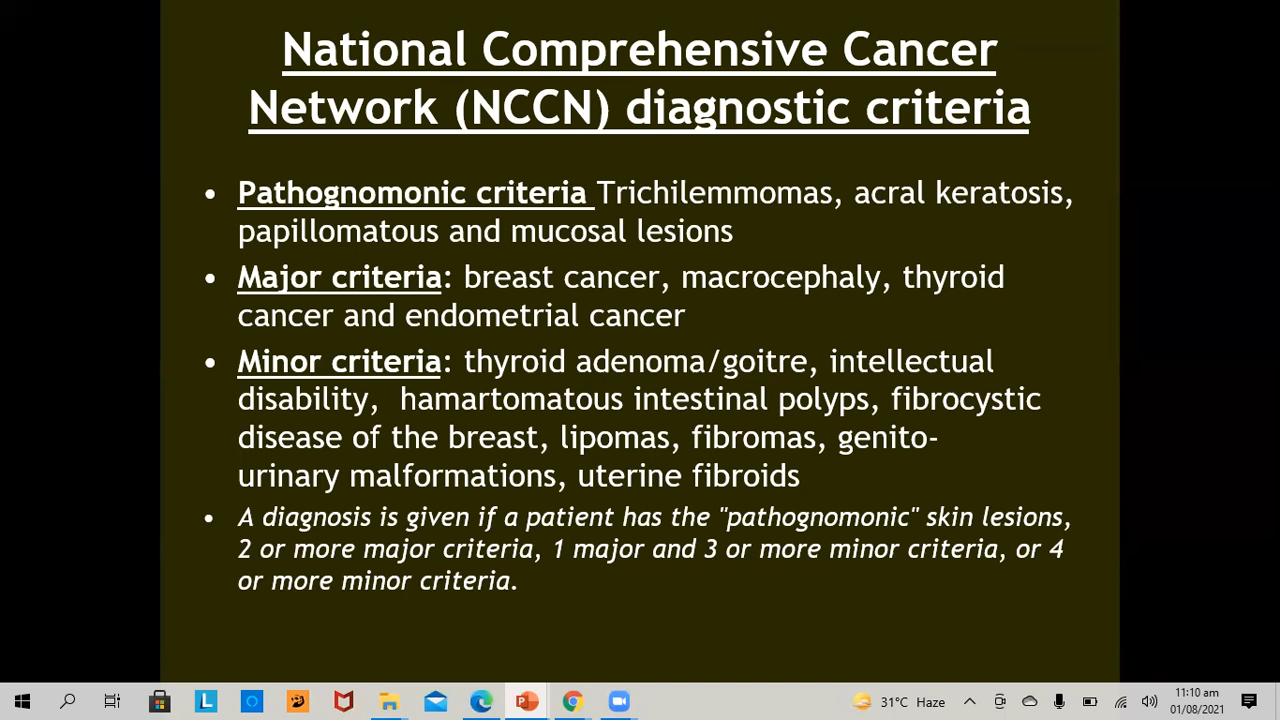 National Comprehensive Cancer
Network (NCCN) diagnostic criteria
• Pathognomonic criteria Trichilemmomas, acral keratosis,
papillomatous and mucosal lesions
• Major criteria: breast cancer, macrocephaly, thyroid
cancer and endometrial cancer
• Minor criteria: thyroid adenoma/goitre, intellectual
disability, hamartomatous intestinal polyps, fibrocystic
disease of the breast, lipomas, fibromas, genito-
urinary malformations, uterine fibroids
• A diagnosis is given if a patient has the "pathognomonic" skin lesions,
2 or more major criteria, 1 major and 3 or more minor criteria, or 4
or more minor criteria.
L
31°C Haze
11:10 am
01/08/2021